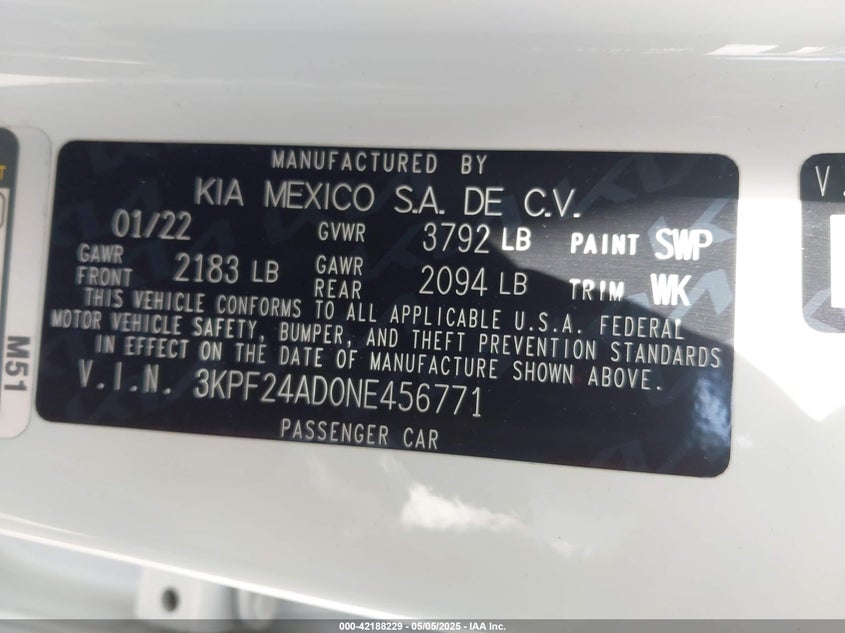 MANUFACTURED BY
KIA MEXICO S.A. DE C.V.
01/22 GVWR 3792 LB PAINT SWP
GAWR FRONT 2183 LB GAWR REAR 2094 LB TRIM WK
THIS VEHICLE CONFORMS TO ALL APPLICABLE U.S.A. FEDERAL
MOTOR VEHICLE SAFETY, BUMPER, AND THEFT PREVENTION STANDARDS
IN EFFECT ON THE DATE OF MANUFACTURE SHOWN ABOVE.
V.I.N. 3KPF24AD0NE456771
PASSENGER CAR
M51
V.
000-42188229 - 05/05/2025 - IAA Inc.